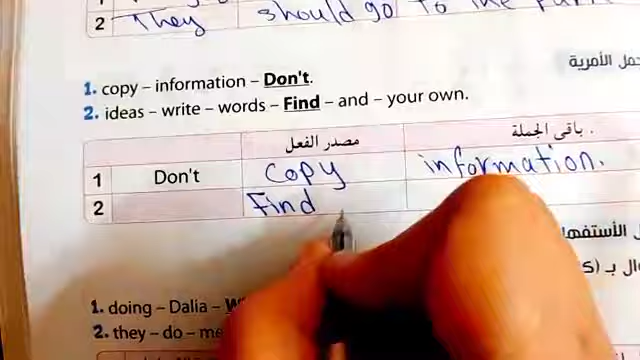 2 They should go to the
الجمل الأمرية
1. copy – information – Don't.
2. ideas – write – words – Find – and – your own.
مصدر الفعل باقي الجملة.
1 Don't copy information.
2 Find
1. doing – Dalia –
2. they – do –